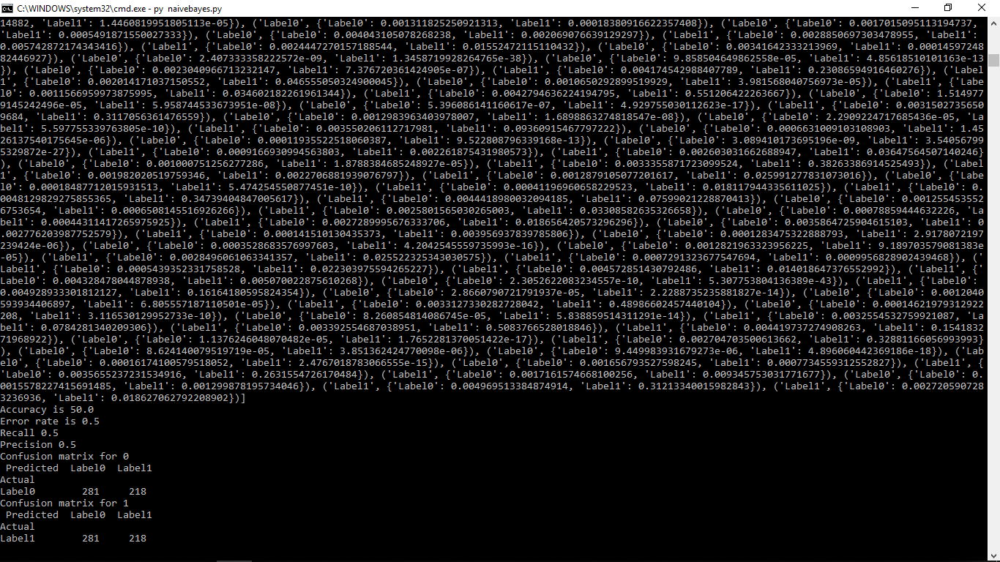 C:\WINDOWS\system32\cmd.exe - py  naivebayes.py
14882, 'Label1': 1.4460819951805113e-05}), ('Label0', {'Label0': 0.001311825250921313, 'Label1': 0.00018380916622357408}), ('Label0', {'Label0': 0.0017015095113194737,
'Label1': 0.0005491871550027333}), ('Label0', {'Label0': 0.004043105078268238, 'Label1': 0.002069076639129297}), ('Label1', {'Label0': 0.0028850697303478955, 'Label1': 0.
005742872174343416}), ('Label1', {'Label0': 0.0024447270157188544, 'Label1': 0.01552472115110432}), ('Label0', {'Label0': 0.00341642333213969, 'Label1': 0.00014597248
82446927}), ('Label0', {'Label0': 2.407333358222572e-09, 'Label1': 1.3458719928264765e-38}), ('Label0', {'Label0': 9.858504649862558e-05, 'Label1': 4.85618510101163e-13
}), ('Label0', {'Label0': 0.0023040966713232147, 'Label1': 7.376720361424905e-07}), ('Label1', {'Label0': 0.004174542988407789, 'Label1': 0.23086594916460276}), ('Label
1', {'Label0': 0.002014171037150552, 'Label1': 0.046555050324900045}), ('Label0', {'Label0': 0.0010650292899519929, 'Label1': 3.981568040756973e-05}), ('Label1', {'Labe
l0': 0.0011566959973875995, 'Label1': 0.034602182261961344}), ('Label1', {'Label0': 0.0042794636224194795, 'Label1': 0.551206422263667}), ('Label0', {'Label0': 1.514977
9145242496e-05, 'Label1': 5.958744533673951e-08}), ('Label0', {'Label0': 5.396086141160617e-07, 'Label1': 4.929755030112623e-17}), ('Label1', {'Label0': 0.0031502735650
9684, 'Label1': 0.3117056361476559}), ('Label0', {'Label0': 0.0012983963403978007, 'Label1': 1.6898863274818547e-08}), ('Label0', {'Label0': 2.2909224717685436e-05, 'La
bel1': 5.597755339763805e-10}), ('Label1', {'Label0': 0.003550206112717981, 'Label1': 0.09360915467797222}), ('Label0', {'Label0': 0.0006631009103108903, 'Label1': 1.45
26137540175645e-06}), ('Label0', {'Label0': 0.00011935522518060387, 'Label1': 9.522808796339168e-13}), ('Label0', {'Label0': 3.089410173695196e-09, 'Label1': 3.54056799
5329872e-27}), ('Label1', {'Label0': 0.0009166930994563803, 'Label1': 0.002261875431980573}), ('Label1', {'Label0': 0.002603031662688947, 'Label1': 0.03647564507140246}
), ('Label0', {'Label0': 0.001000751256277286, 'Label1': 1.8788384685248927e-05}), ('Label1', {'Label0': 0.003335587172309952​4, 'Label1': 0.38263386914525493}), ('Label
1', {'Label0': 0.001982020519759346, 'Label1': 0.0022706881939076797}), ('Label1', {'Label0': 0.0012879105077201617, 'Label1': 0.025991277831073016}), ('Label0', {'Label
0': 0.00018487712015931513, 'Label1': 5.474254550877451e-10}), ('Label1', {'Label0': 0.00041196960658229523, 'Label1': 0.018117944335611025}), ('Label1', {'Label0': 0.
0048129829275855365, 'Label1': 0.34739404847005617}), ('Label1', {'Label0': 0.0044418980032094185, 'Label1': 0.07599021228870413}), ('Label0', {'Label0': 0.001255453552
6753654, 'Label1': 0.0006508145516926266}), ('Label1', {'Label0': 0.0025801565030265003, 'Label1': 0.03308582635326658}), ('Label0', {'Label0': 0.00078859444632226, 'La
bel1': 0.00044311417265975925}), ('Label1', {'Label0': 0.0027289995676333706, 'Label1': 0.01865642057329629​6}), ('Label0', {'Label0': 0.0035864725904615103, 'Label1': 0
.002776203987752579}), ('Label1', {'Label0': 0.000141510130435373, 'Label1': 0.003956937839785806}), ('Label0', {'Label0': 0.0001283475322888793, 'Label1': 2.9178072197
239424e-06}), ('Label0', {'Label0': 0.0003528683576997603, 'Label1': 4.2042545559735993e-16}), ('Label0', {'Label0': 0.0012821963323956225, 'Label1': 9.189703579081383e
-05}), ('Label1', {'Label0': 0.0028496061063341357, 'Label1': 0.025522325343030575}), ('Label1', {'Label0': 0.0007291323677547694, 'Label1': 0.0009956828902439468}), ('
Label1', {'Label0': 0.0005439352331758528, 'Label1': 0.022303975594265227}), ('Label1', {'Label0': 0.004572851430792486, 'Label1': 0.014018647376552992}), ('Label1', {'
Label0': 0.004328478044878938, 'Label1': 0.005070022875610268}), ('Label0', {'Label0': 2.3052622083234557e-10, 'Label1': 5.307753804136389e-43}), ('Label1', {'Label0': 
0.004928933301812127, 'Label1': 0.16164180595824354}), ('Label0', {'Label0': 2.8660790721791937e-05, 'Label1': 2.2288735235881827e-14}), ('Label0', {'Label0': 0.0012040
593934406897, 'Label1': 6.805557187110501e-05}), ('Label1', {'Label0': 0.0033127330282728042, 'Label1': 0.48986602457440104}), ('Label0', {'Label0': 0.00014621979312922
208, 'Label1': 3.116530129952733e-10}), ('Label0', {'Label0': 8.260854814086745e-05, 'Label1': 5.838859514311291e-14}), ('Label1', {'Label0': 0.0032554532759921087, 'L
abel1': 0.0784281340209306}), ('Label1', {'Label0': 0.003392554687038951, 'Label1': 0.5083766528018846}), ('Label1', {'Label0': 0.004419737274908263, 'Label1': 0.1541832
71968922}), ('Label0', {'Label0': 1.1376246048070482e-05, 'Label1': 1.7652281370051422e-17}), ('Label1', {'Label0': 0.002704703500613662, 'Label1': 0.32881166056993993}
), ('Label0', {'Label0': 8.624140079519719e-05, 'Label1': 3.851362424770098e-06}), ('Label0', {'Label0': 9.449983931679273e-06, 'Label1': 4.896060442369186e-18}), ('Lab
el0', {'Label0': 0.00016174100579518052, 'Label1': 2.4767018783066555e-15}), ('Label0', {'Label0': 0.001656793527598245, 'Label1': 0.0007734559312552827}), ('Label1', {
'Label0': 0.0035655237231534916, 'Label1': 0.2631554726170484}), ('Label1', {'Label0': 0.0017161574668100256, 'Label1': 0.009345753031771677}), ('Label0', {'Label0': 0.
0015578227415691485, 'Label1': 0.001299878195734046}), ('Label1', {'Label0': 0.004969513384874914, 'Label1': 0.31213340015982843}), ('Label1', {'Label0': 0.002720590728
3236936, 'Label1': 0.018627062792208902})]
Accuracy is 50.0
Error rate is 0.5
Recall 0.5
Precision 0.5
Confusion matrix for 0
Predicted  Label0  Label1
Actual
Label0        281     218
Confusion matrix for 1
Predicted  Label0  Label1
Actual
Label1        281     218